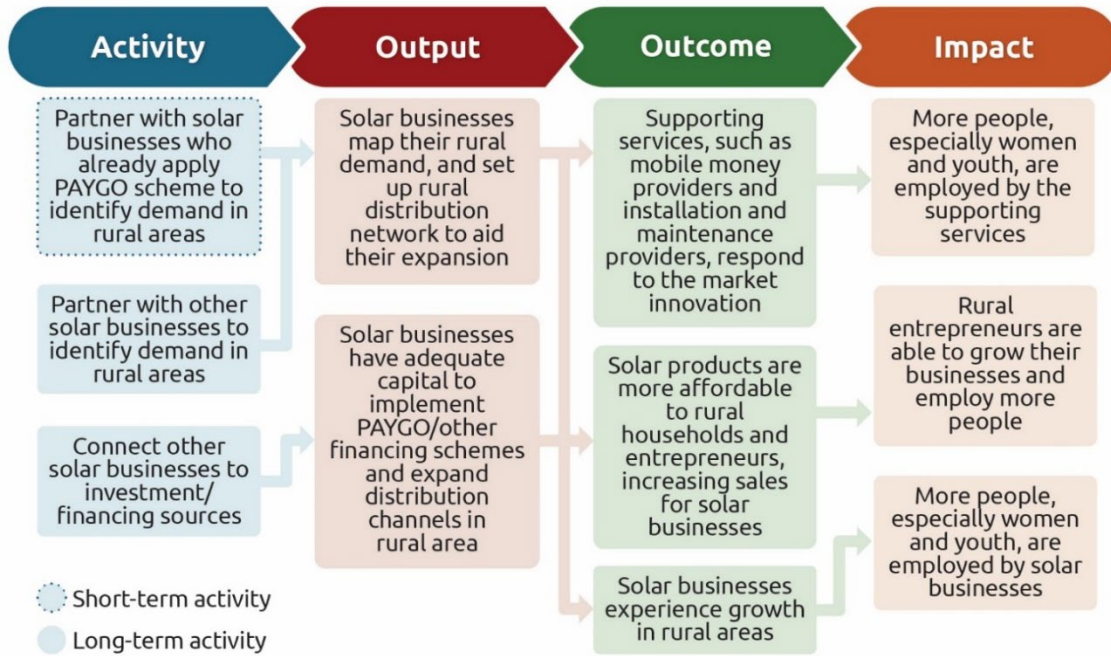 Activity
Output
Outcome
Impact
Partner with solar
businesses who
already apply
PAYGO scheme to
identify demand in
rural areas
Partner with other
solar businesses to
identify demand in
rural areas
Connect other
solar businesses to
investment/
financing sources
Short-term activity
Long-term activity
Solar businesses
map their rural
demand, and set
up rural
distribution
network to aid
their expansion
Solar businesses
have adequate
capital to
implement
PAYGO/other
financing schemes
and expand
distribution
channels in
rural area
Supporting
services, such as
mobile money
providers and
installation and
maintenance
providers, respond
to the market
innovation
Solar products are
more affordable
to rural
households and
entrepreneurs,
increasing sales
for solar
businesses
Solar businesses
experience growth
in rural areas
More people,
especially women
and youth, are
employed by the
supporting
services
Rural
entrepreneurs are
able to grow their
businesses and
employ more
people
More people,
especially women
and youth, are
employed by solar
businesses